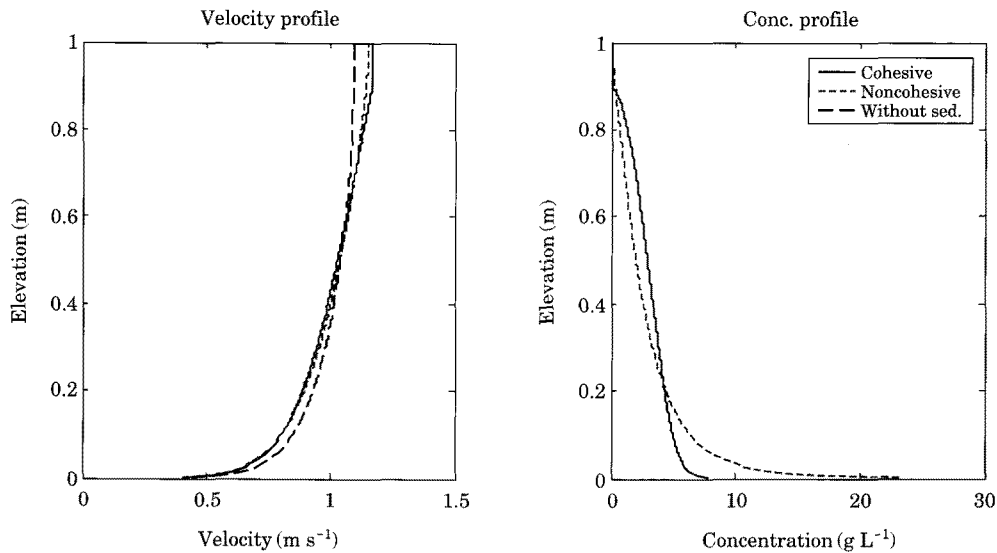 Velocity profile
1
0.8
0.6
0.4
0.2
0
0
0.5
1
1.5
Elevation (m)
Velocity (m s⁻¹)
Conc. profile
Cohesive
Noncohesive
Without sed.
1
0.8
0.6
0.4
0.2
0
0
10
20
30
Elevation (m)
Concentration (g L⁻¹)